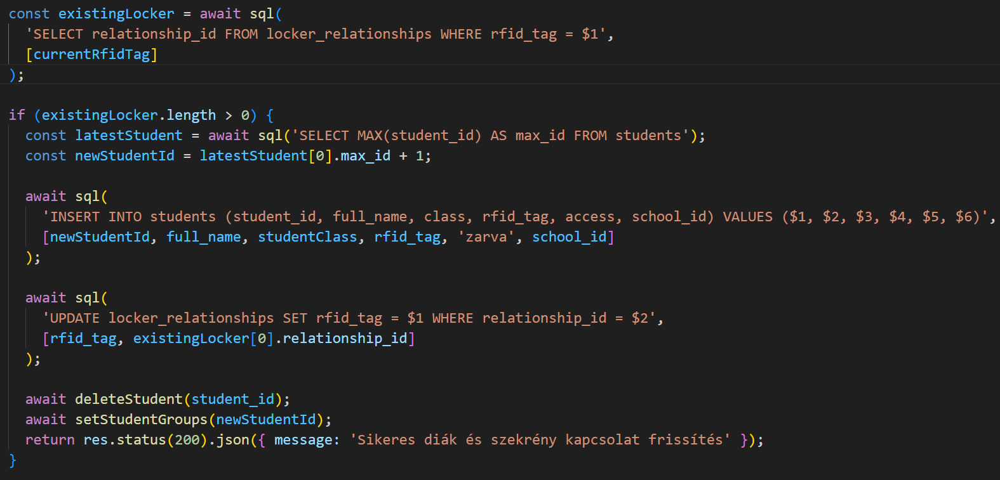 const existingLocker = await sql(
  'SELECT relationship_id FROM locker_relationships WHERE rfid_tag = $1',
  [currentRfidTag]
);

if (existingLocker.length > 0) {
  const latestStudent = await sql('SELECT MAX(student_id) AS max_id FROM students');
  const newStudentId = latestStudent[0].max_id + 1;

  await sql(
    'INSERT INTO students (student_id, full_name, class, rfid_tag, access, school_id) VALUES ($1, $2, $3, $4, $5, $6)',
    [newStudentId, full_name, studentClass, rfid_tag, 'zarva', school_id]
  );

  await sql(
    'UPDATE locker_relationships SET rfid_tag = $1 WHERE relationship_id = $2',
    [rfid_tag, existingLocker[0].relationship_id]
  );

  await deleteStudent(student_id);
  await setStudentGroups(newStudentId);
  return res.status(200).json({ message: 'Sikeres diák és szekrény kapcsolat frissítés' });
}